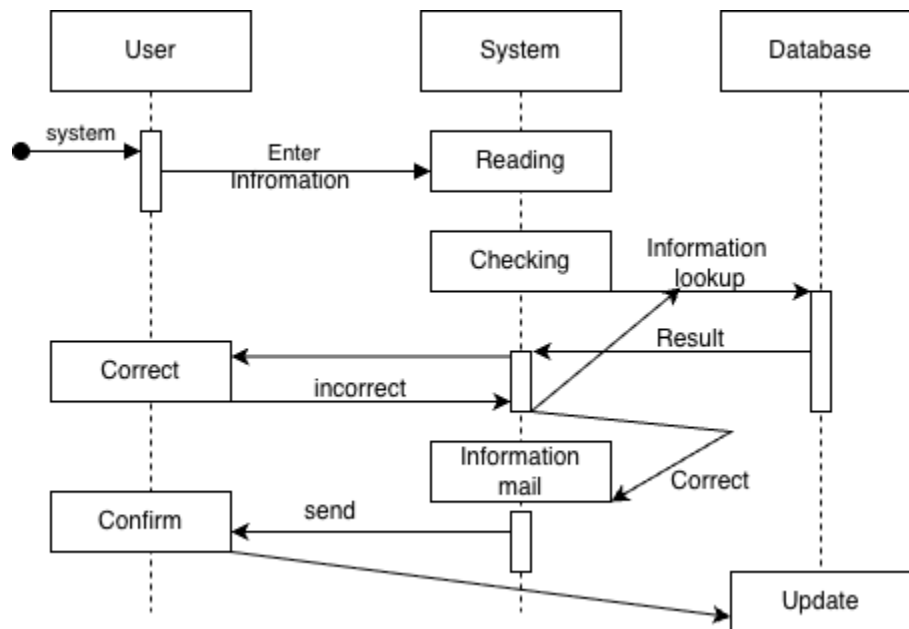 User
System
Database
system
Enter
Infromation
Reading
Checking
Information
lookup
Result
Correct
incorrect
Information
mail
Correct
Confirm
send
Update